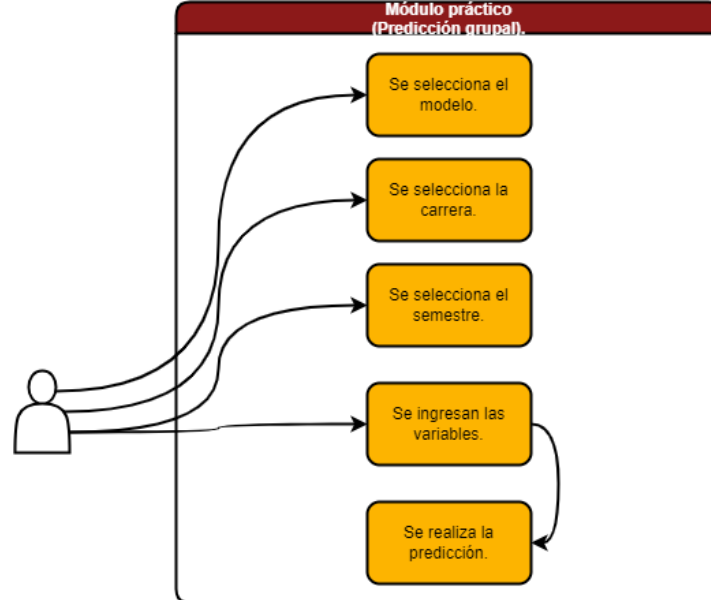 Módulo práctico
(Predicción grupal).
Se selecciona el
modelo.
Se selecciona la
carrera.
Se selecciona el
semestre.
Se ingresan las
variables.
Se realiza la
predicción.